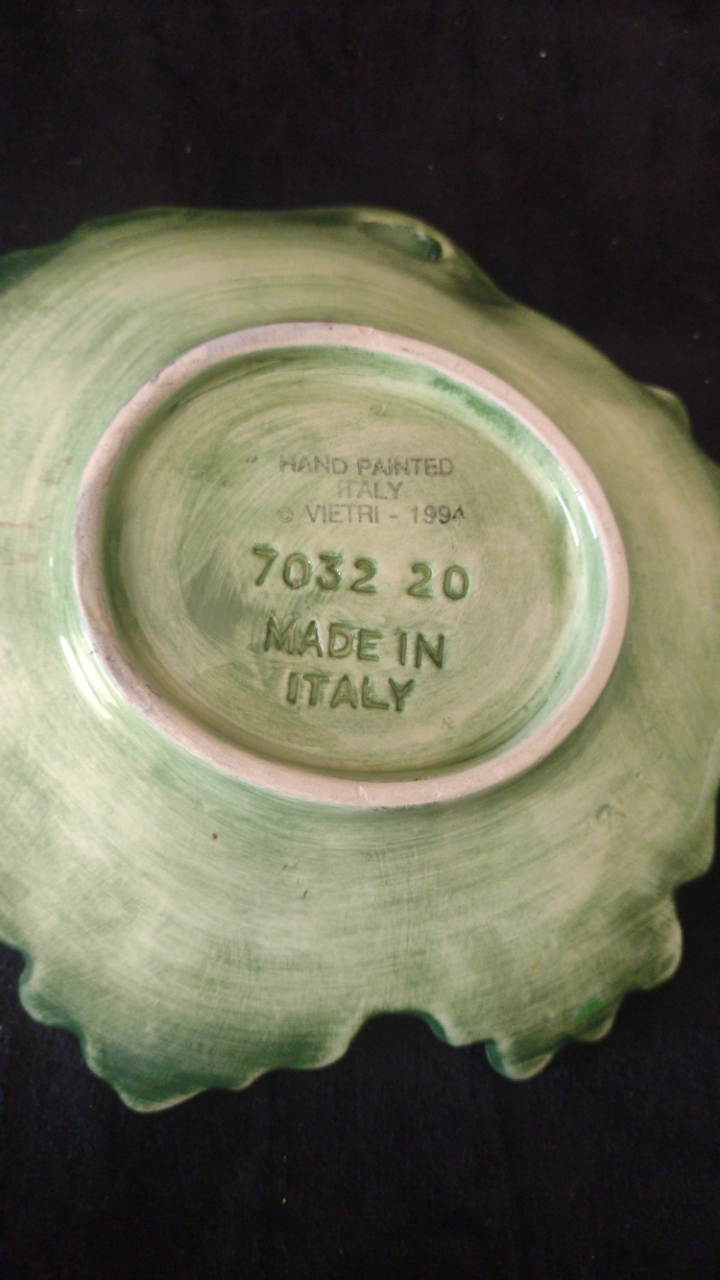 HAND PAINTED
ITALY
© VIETRI - 1994
7032 20
MADE IN
ITALY